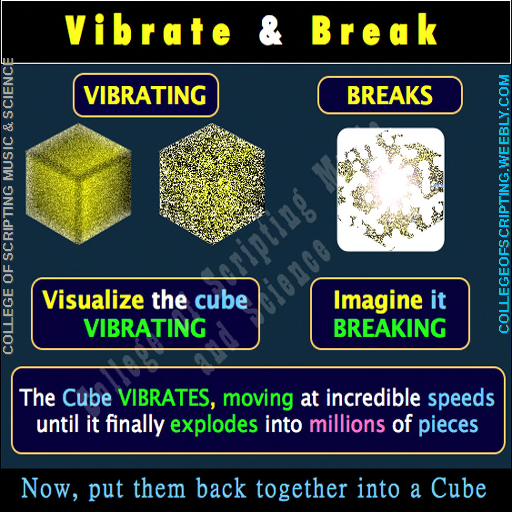 Vibrate & Break
VIBRATING
BREAKS
Visualize the cube
VIBRATING
Imagine it
BREAKING
The Cube VIBRATES, moving at incredible speeds
until it finally explodes into millions of pieces
Now, put them back together into a Cube
COLLEGE OF SCRIPTING MUSIC & SCIENCE
COLLEGEOFSCRIPTING.WEEBLY.COM
College of Scripting Music
and Science